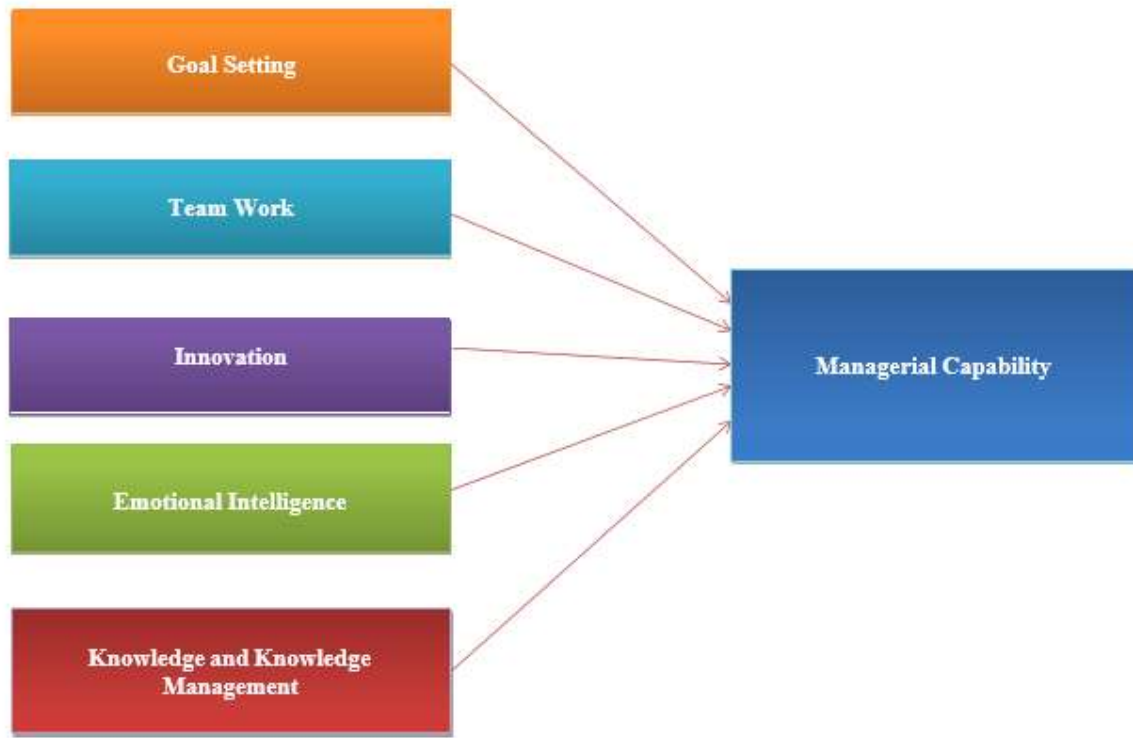 Goal Setting
Team Work
Innovation
Managerial Capability
Emotional Intelligence
Knowledge and Knowledge
Management